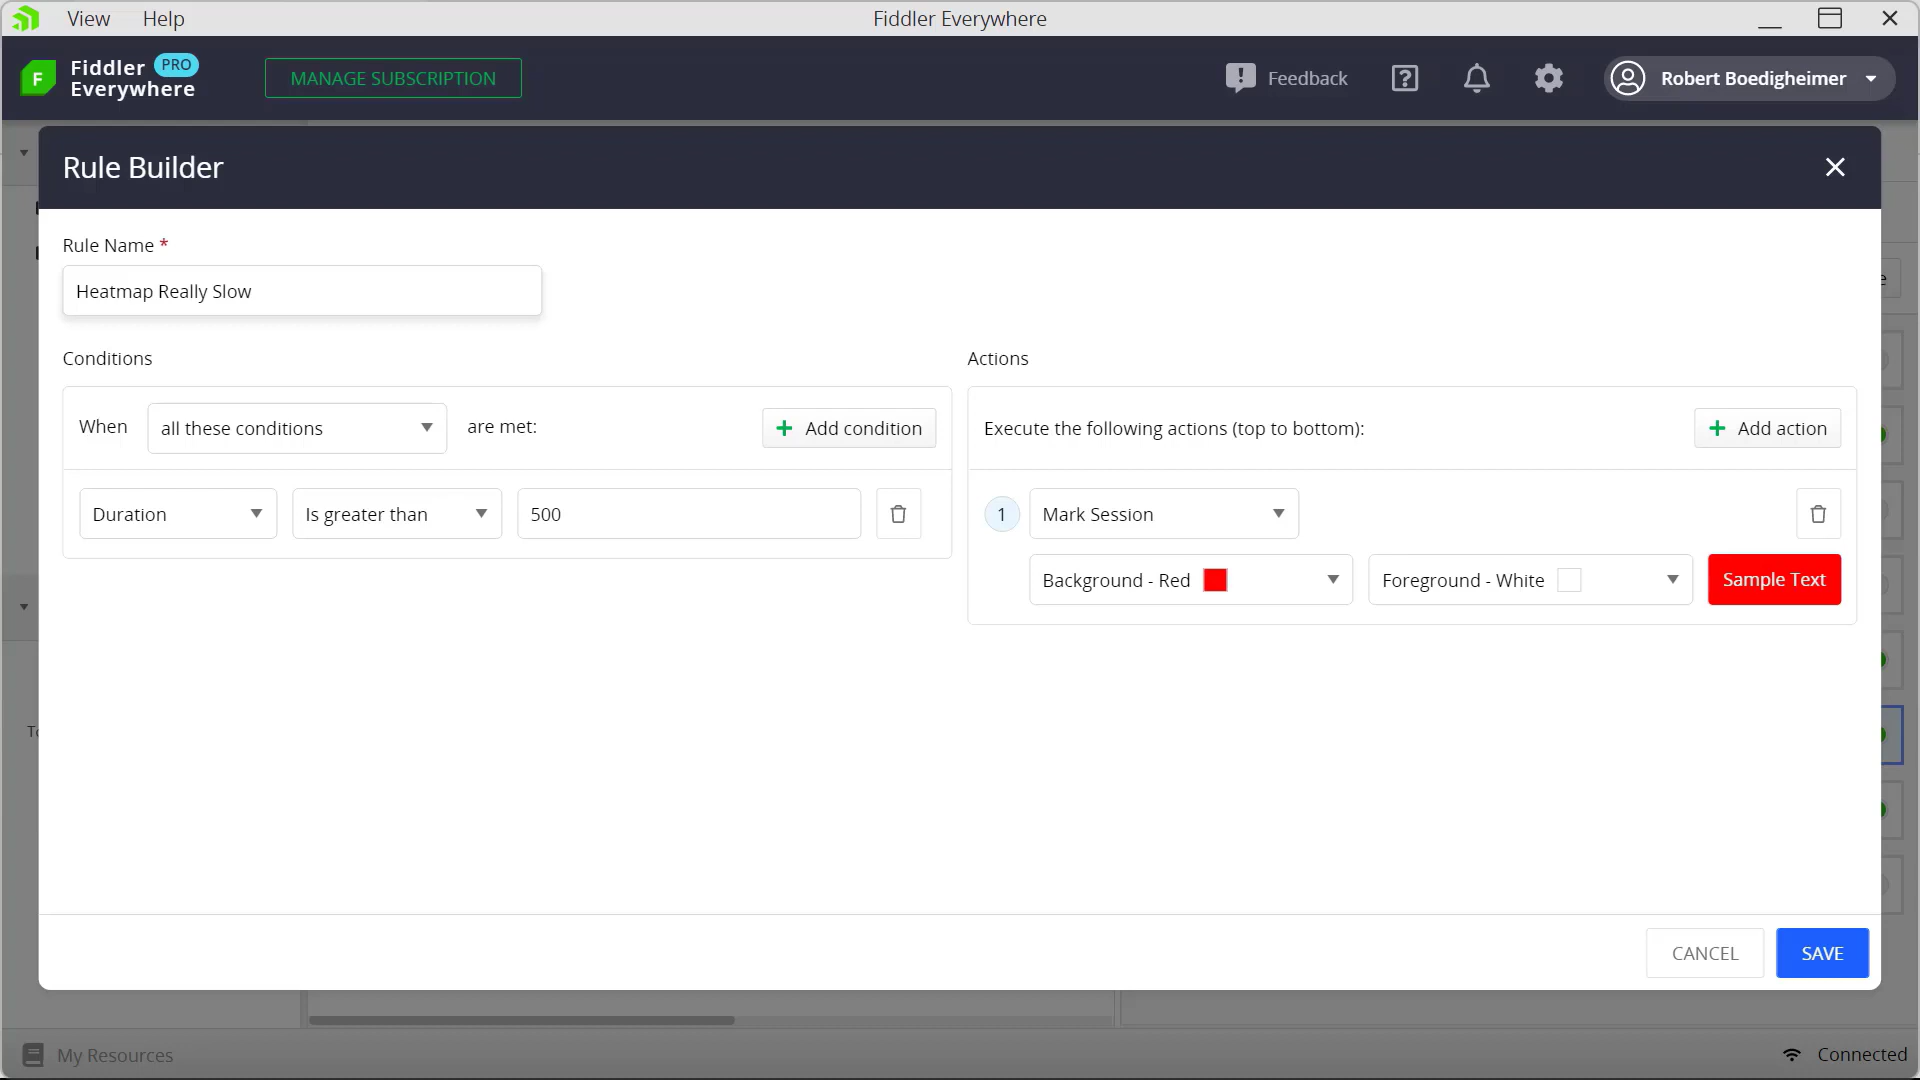 View Help Fiddler Everywhere
F Fiddler Everywhere PRO MANAGE SUBSCRIPTION Feedback Robert Boedigheimer
Rule Builder
Rule Name *
Heatmap Really Slow
Conditions Actions
When all these conditions are met: Add condition Execute the following actions (top to bottom): Add action
Duration Is greater than 500 1 Mark Session
Background - Red Foreground - White Sample Text
CANCEL SAVE
My Resources Connected